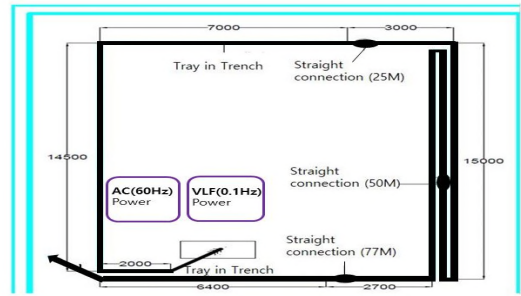 7000
3000
Tray in Trench
Straight
connection (25M)
14500
15000
Straight
connection (50M)
AC(60Hz)
Power
VLF(0.1Hz)
Power
Straight
connection (77M)
2000
Tray in Trench
6400
2700